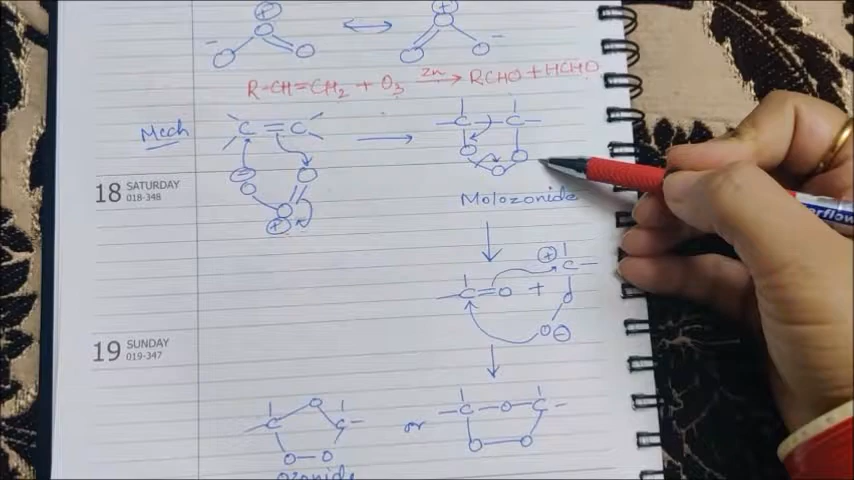 R-CH=CH2 + O3 Zn→ RCHO + HCHO
Mech
C=C → C C
O O O
18 SATURDAY
018-348
Molozonide
C=O + C
O
O
19 SUNDAY
019-347
C O C or C-O-C
O-O O-O
ozonide